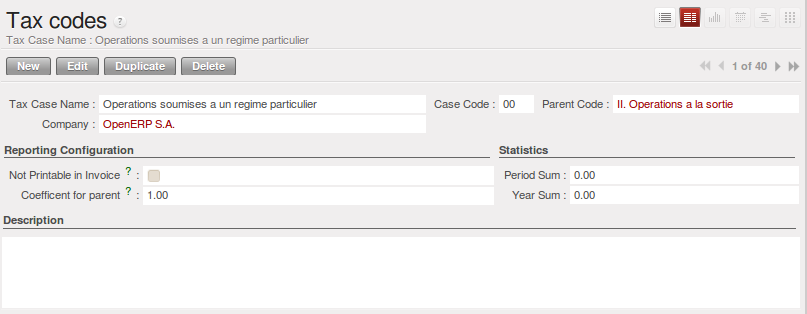 Tax codes ?
Tax Case Name : Operations soumises a un regime particulier
New Edit Duplicate Delete 1 of 40
Tax Case Name : Operations soumises a un regime particulier Case Code : 00 Parent Code : II. Operations a la sortie
Company : OpenERP S.A.
Reporting Configuration Statistics
Not Printable in Invoice ? : Period Sum : 0.00
Coefficent for parent ? : 1.00 Year Sum : 0.00
Description